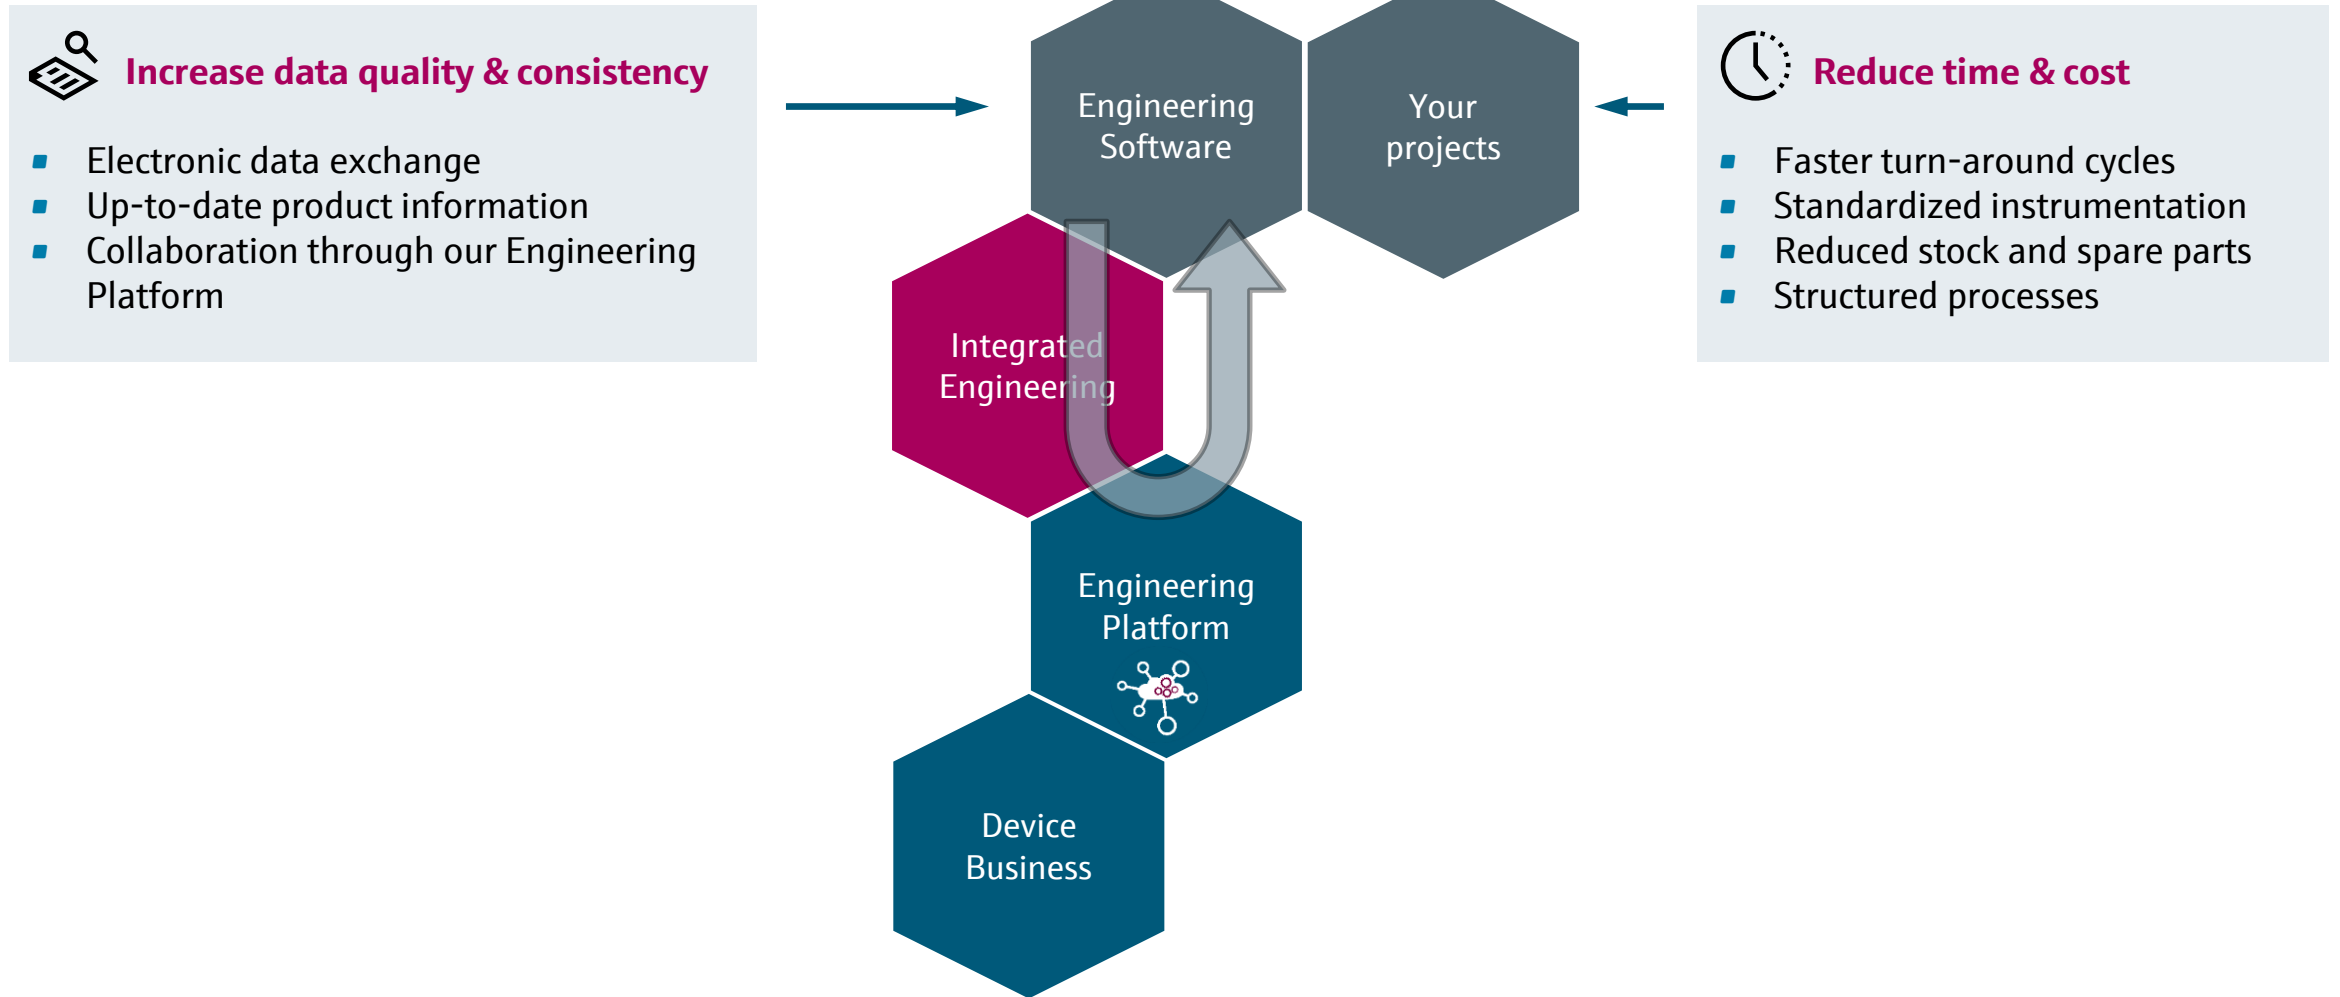 Increase data quality & consistency
Electronic data exchange
Up-to-date product information
Collaboration through our Engineering
Platform
Engineering
Software
Your
projects
Reduce time & cost
Faster turn-around cycles
Standardized instrumentation
Reduced stock and spare parts
Structured processes
Integrated
Engineering
Engineering
Platform
Device
Business